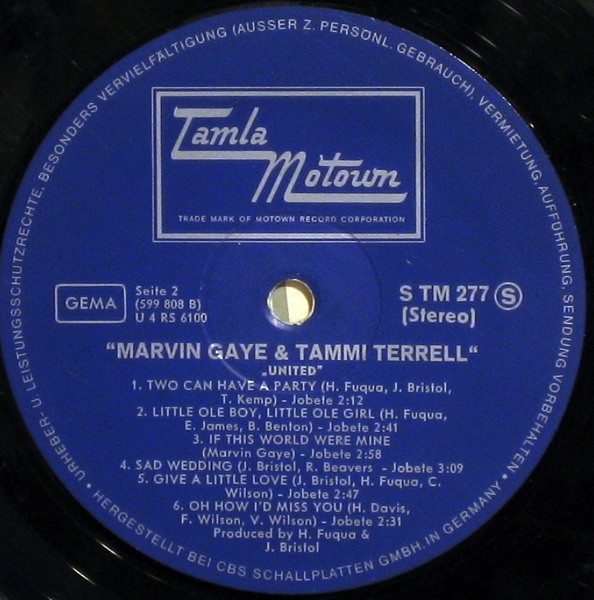 URHEBER- U. LEISTUNGSSCHUTZRECHTE, BESONDERS VERVIELFÄLTIGUNG (AUSSER Z. PERSÖNL. GEBRAUCH), VERMIETUNG, AUFFÜHRUNG, SENDUNG VORBEHALTEN •
Tamla
Motown
TRADE MARK OF MOTOWN RECORD CORPORATION
GEMA
Seite 2
(599 808 B)
U 4 RS 6100
S TM 277 S
(Stereo)
"MARVIN GAYE & TAMMI TERRELL"
„UNITED"
1. TWO CAN HAVE A PARTY (H. Fuqua, J. Bristol,
T. Kemp) - Jobete 2:12
2. LITTLE OLE BOY, LITTLE OLE GIRL (H. Fuqua,
E. James, B. Benton) - Jobete 2:41
3. IF THIS WORLD WERE MINE
(Marvin Gaye) - Jobete 2:58
4. SAD WEDDING (J. Bristol, R. Beavers - Jobete 3:09
5. GIVE A LITTLE LOVE (J. Bristol, H. Fuqua, C.
Wilson) - Jobete 2:47
6. OH HOW I'D MISS YOU (H. Davis,
F. Wilson, V. Wilson) - Jobete 2:31
Produced by H. Fuqua &
J. Bristol
• HERGESTELLT BEI CBS SCHALLPLATTEN GMBH. IN GERMANY •